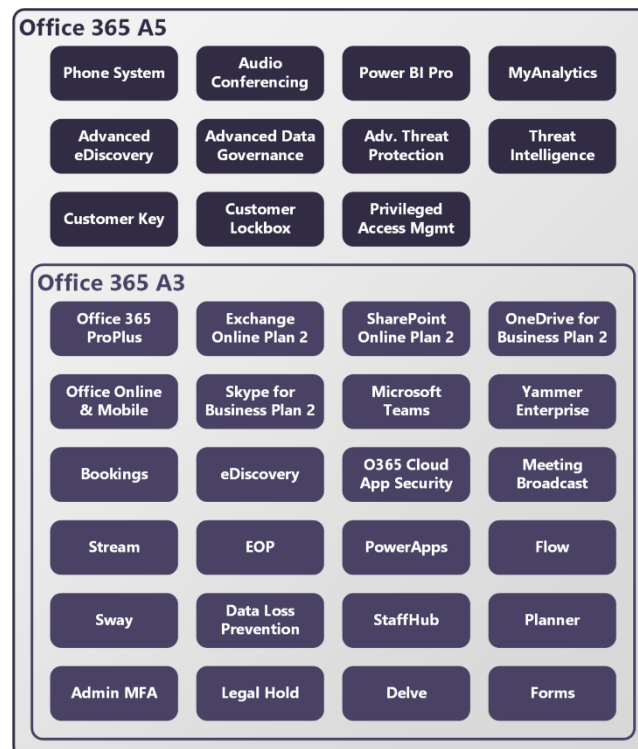 Office 365 A5
Phone System
Audio
Conferencing
Power BI Pro
MyAnalytics
Advanced
eDiscovery
Advanced Data
Governance
Adv. Threat
Protection
Threat
Intelligence
Customer Key
Customer
Lockbox
Privileged
Access Mgmt
Office 365 A3
Office 365
ProPlus
Exchange
Online Plan 2
SharePoint
Online Plan 2
OneDrive for
Business Plan 2
Office Online
& Mobile
Skype for
Business Plan 2
Microsoft
Teams
Yammer
Enterprise
Bookings
eDiscovery
O365 Cloud
App Security
Meeting
Broadcast
Stream
EOP
PowerApps
Flow
Sway
Data Loss
Prevention
StaffHub
Planner
Admin MFA
Legal Hold
Delve
Forms